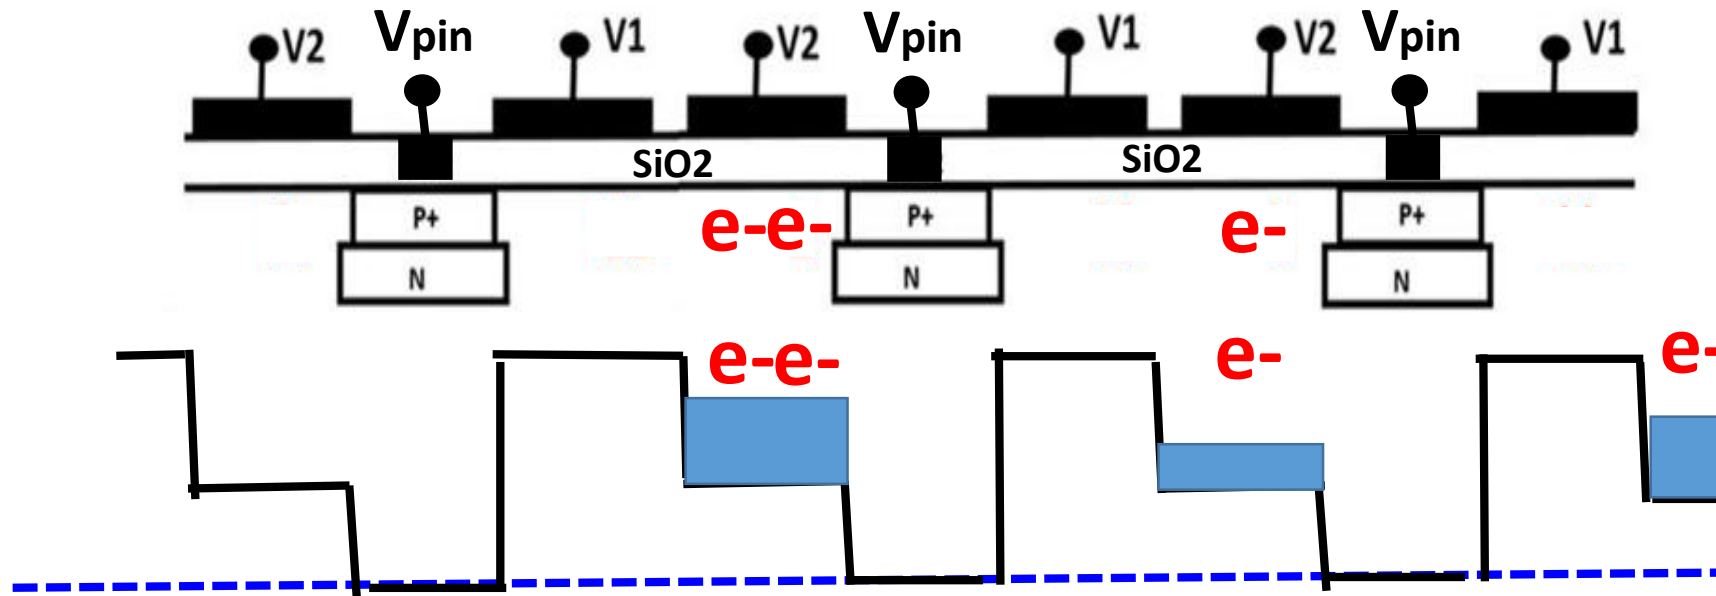 V2 Vpin V1 V2 Vpin V1 V2 Vpin V1
SiO2 SiO2
P+ e-e- P+ e- P+
N N N
e-e- e- e-